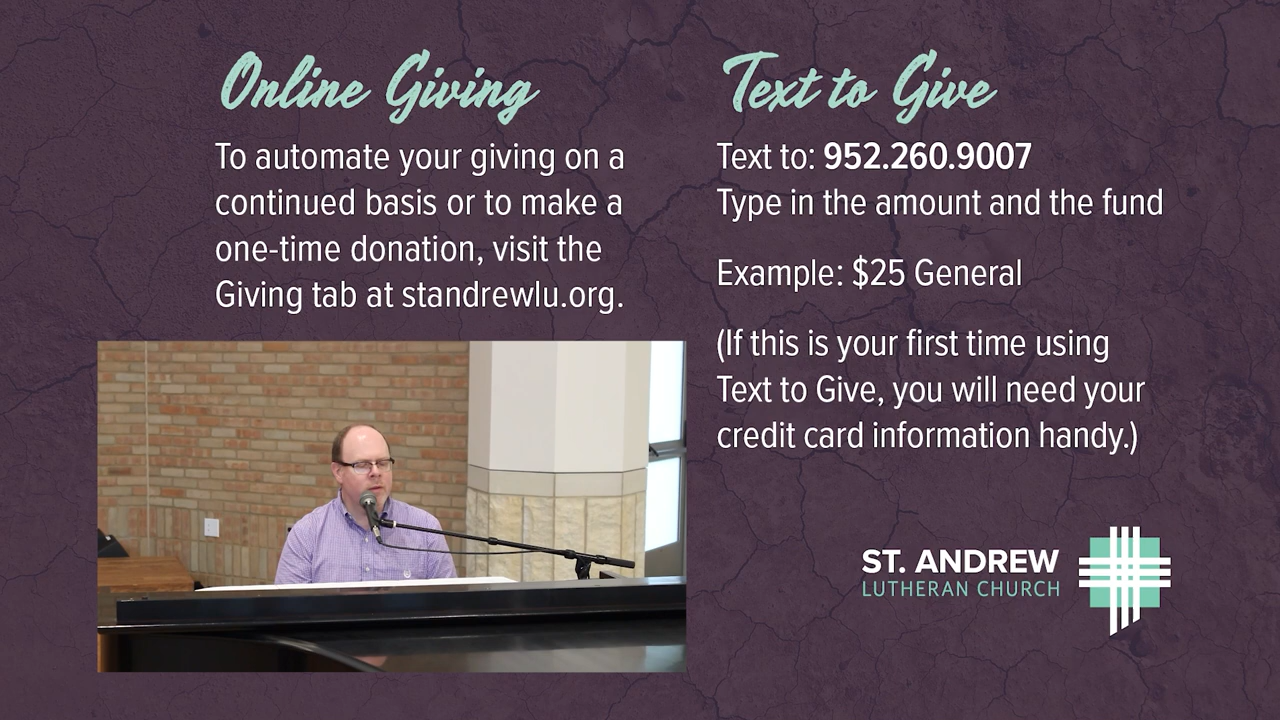 Online Giving
To automate your giving on a
continued basis or to make a
one-time donation, visit the
Giving tab at standrewlu.org.
Text to Give
Text to: 952.260.9007
Type in the amount and the fund
Example: $25 General
(If this is your first time using
Text to Give, you will need your
credit card information handy.)
ST. ANDREW
LUTHERAN CHURCH